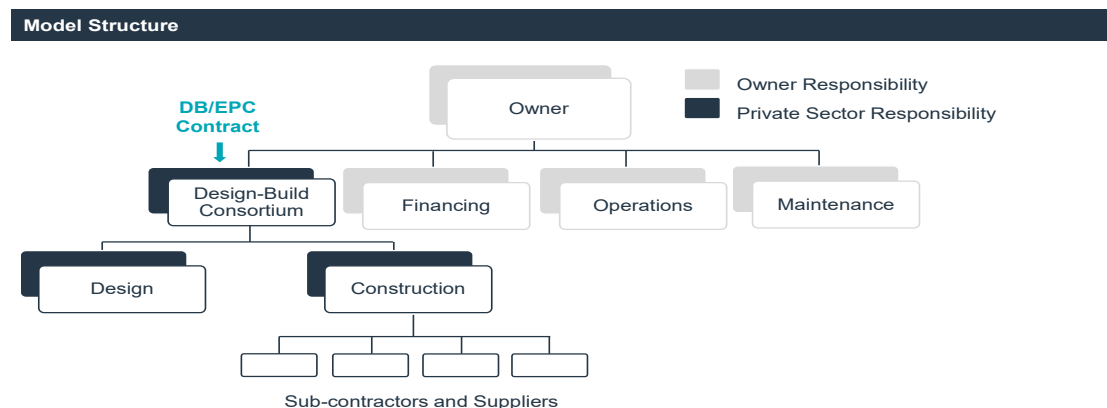 Model Structure
Owner
Owner Responsibility
Private Sector Responsibility
DB/EPC
Contract
Design-Build
Consortium
Financing
Operations
Maintenance
Design
Construction
Sub-contractors and Suppliers